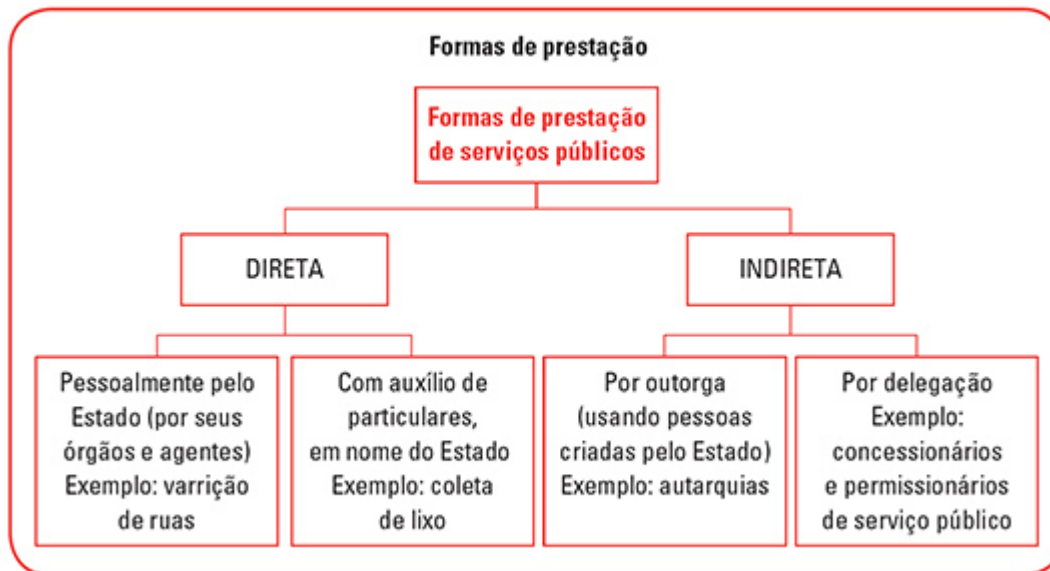 Formas de prestação
Formas de prestação
de serviços públicos
DIRETA
INDIRETA
Pessoalmente pelo
Estado (por seus
órgãos e agentes)
Exemplo: varrição
de ruas
Com auxílio de
particulares,
em nome do Estado
Exemplo: coleta
de lixo
Por outorga
(usando pessoas
criadas pelo Estado)
Exemplo: autarquias
Por delegação
Exemplo:
concessionários
e permissionários
de serviço público